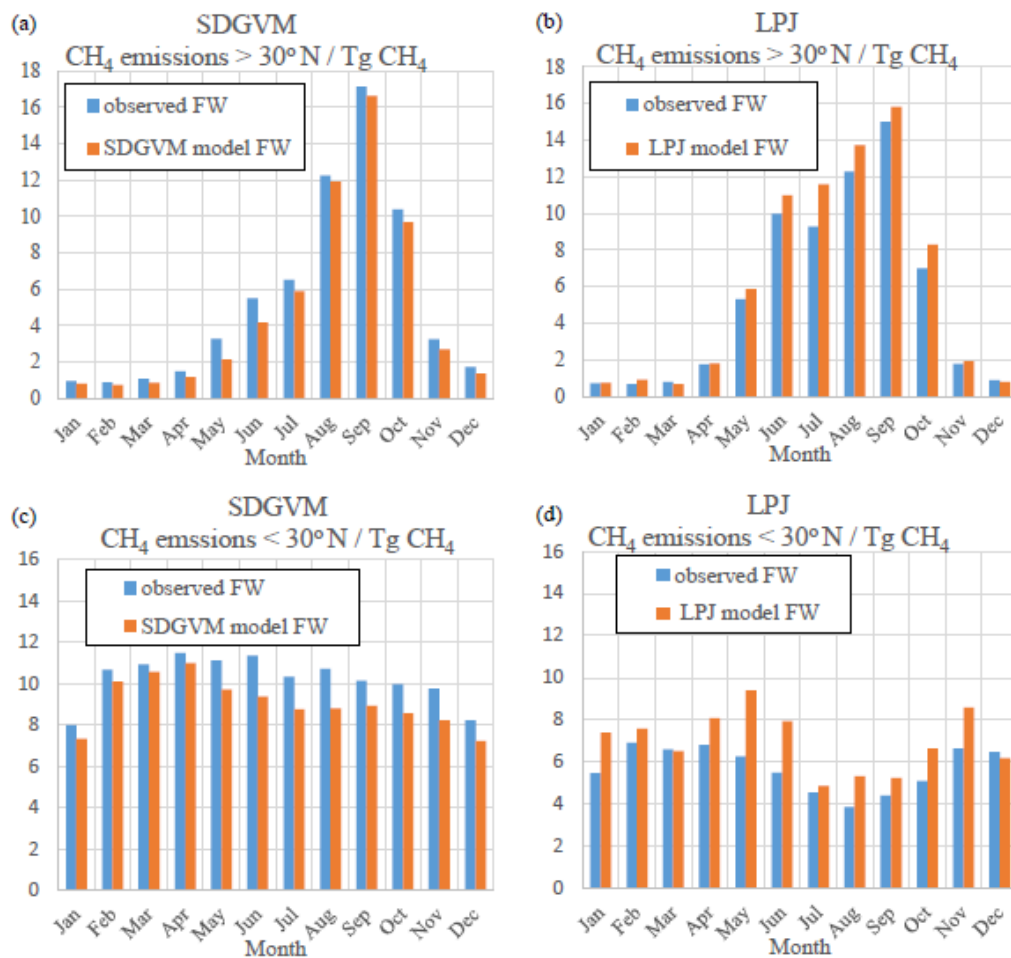 (a)
SDGVM
CH₄ emissions > 30° N / Tg CH₄
18
16
14
12
10
8
6
4
2
0
observed FW
SDGVM model FW
Jan Feb Mar Apr May Jun Jul Aug Sep Oct Nov Dec
Month
(b)
LPJ
CH₄ emissions > 30° N / Tg CH₄
18
16
14
12
10
8
6
4
2
0
observed FW
LPJ model FW
Jan Feb Mar Apr May Jun Jul Aug Sep Oct Nov Dec
Month
(c)
SDGVM
CH₄ emssions < 30° N / Tg CH₄
16
14
12
10
8
6
4
2
0
observed FW
SDGVM model FW
Jan Feb Mar Apr May Jun Jul Aug Sep Oct Nov Dec
Month
(d)
LPJ
CH₄ emissions < 30° N / Tg CH₄
16
14
12
10
8
6
4
2
0
observed FW
LPJ model FW
Jan Feb Mar Apr May Jun Jul Aug Sep Oct Nov Dec
Month